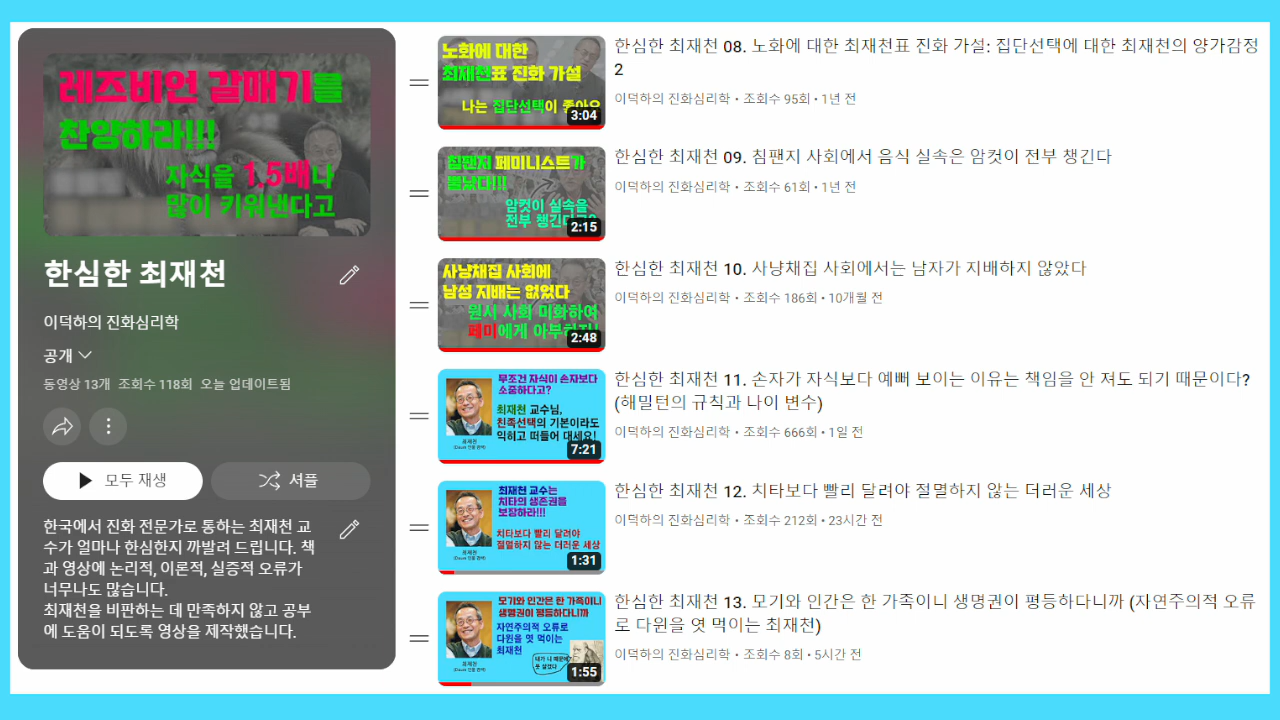 레즈비언 갈매기를
찬양하라!!!
자식을 1.5배나
많이 키워낸다고
한심한 최재천
이덕하의 진화심리학
공개
동영상 13개 조회수 118회 오늘 업데이트됨
모두 재생
셔플
한국에서 진화 전문가로 통하는 최재천 교
수가 얼마나 한심한지 까발려 드립니다. 책
과 영상에 논리적, 이론적, 실증적 오류가
너무나도 많습니다.
최재천을 비판하는 데 만족하지 않고 공부
에 도움이 되도록 영상을 제작했습니다.
노화에 대한
최재천표 진화 가설
나는 집단선택이 좋아요
3:04
한심한 최재천 08. 노화에 대한 최재천표 진화 가설: 집단선택에 대한 최재천의 양가감정
2
이덕하의 진화심리학 • 조회수 95회 • 1년 전
침팬지 페미니스트가
뿔났다!!!
암컷이 실속을
전부 챙긴다고?
2:15
한심한 최재천 09. 침팬지 사회에서 음식 실속은 암컷이 전부 챙긴다
이덕하의 진화심리학 • 조회수 61회 • 1년 전
사냥채집 사회에
남성 지배는 없었다
원시 사회 미화하여
페미에게 아부하자!
2:48
한심한 최재천 10. 사냥채집 사회에서는 남자가 지배하지 않았다
이덕하의 진화심리학 • 조회수 186회 • 10개월 전
무조건 자식이 손자보다
소중하다고?
최재천 교수님,
친족선택의 기본이라도
익히고 떠들어 대세요!
최재천
7:21
한심한 최재천 11. 손자가 자식보다 예뻐 보이는 이유는 책임을 안 져도 되기 때문이다?
(해밀턴의 규칙과 나이 변수)
이덕하의 진화심리학 • 조회수 666회 • 1일 전
최재천 교수는
치타의 생존권을
보장하라!!!
치타보다 빨리 달려야
절멸하지 않는 더러운 세상
최재천
1:31
한심한 최재천 12. 치타보다 빨리 달려야 절멸하지 않는 더러운 세상
이덕하의 진화심리학 • 조회수 212회 • 23시간 전
모기와 인간은 한 가족이니
생명권이 평등하다니까
자연주의적 오류로
다윈을 엿 먹이는
최재천
최재천
1:55
한심한 최재천 13. 모기와 인간은 한 가족이니 생명권이 평등하다니까 (자연주의적 오류
로 다윈을 엿 먹이는 최재천)
이덕하의 진화심리학 • 조회수 8회 • 5시간 전